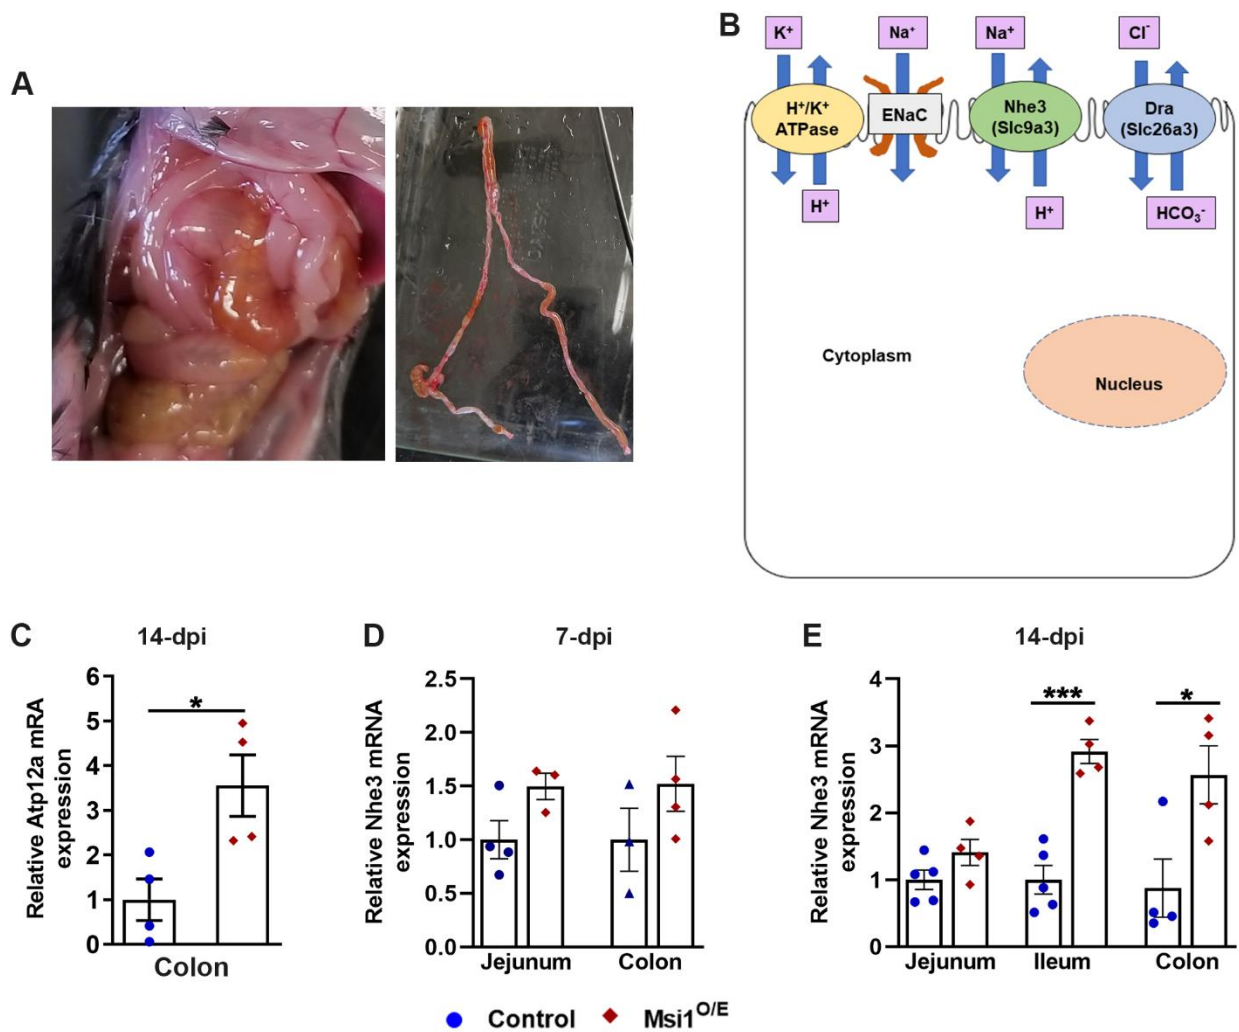 A
B
K+
Na+
Na+
Cl-
H+/K+
ATPase
ENaC
Nhe3
(Slc9a3)
Dra
(Slc26a3)
H+
H+
HCO3-
Cytoplasm
Nucleus
C
14-dpi
Relative Atp12a mRA
expression
6
5
4
3
2
1
0
*
Colon
D
7-dpi
Relative Nhe3 mRNA
expression
2.5
2.0
1.5
1.0
0.5
0.0
Jejunum
Colon
E
14-dpi
Relative Nhe3 mRNA
expression
4
3
2
1
0
***
*
Jejunum
Ileum
Colon
Control
Msi1O/E